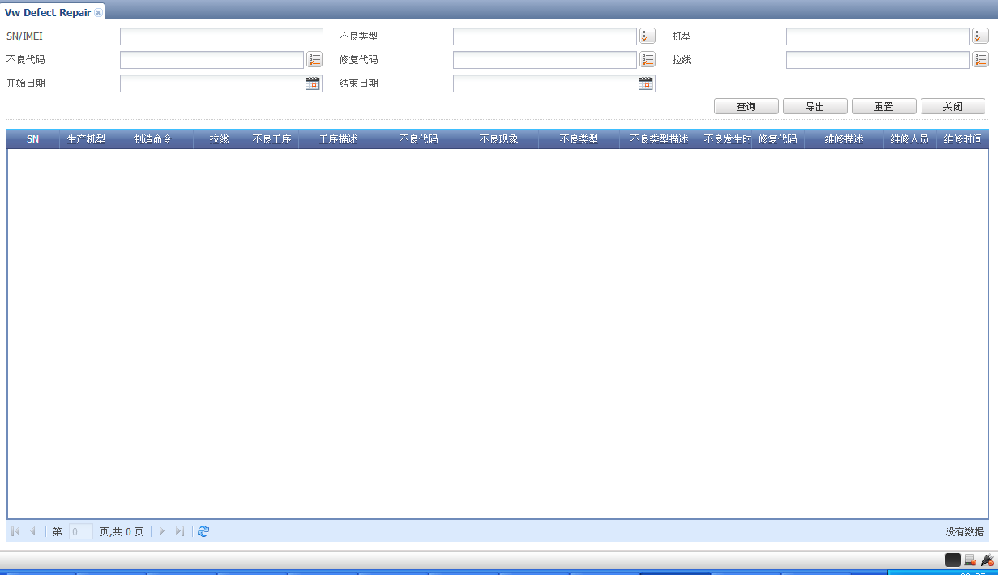 Vw Defect Repair
SN/IMEI 不良类型 机型
不良代码 修复代码 拉线
开始日期 结束日期
查询 导出 重置 关闭
SN 生产机型 制造命令 拉线 不良工序 工序描述 不良代码 不良现象 不良类型 不良类型描述 不良发生时 修复代码 维修描述 维修人员 维修时间
第 0 页,共 0 页 没有数据